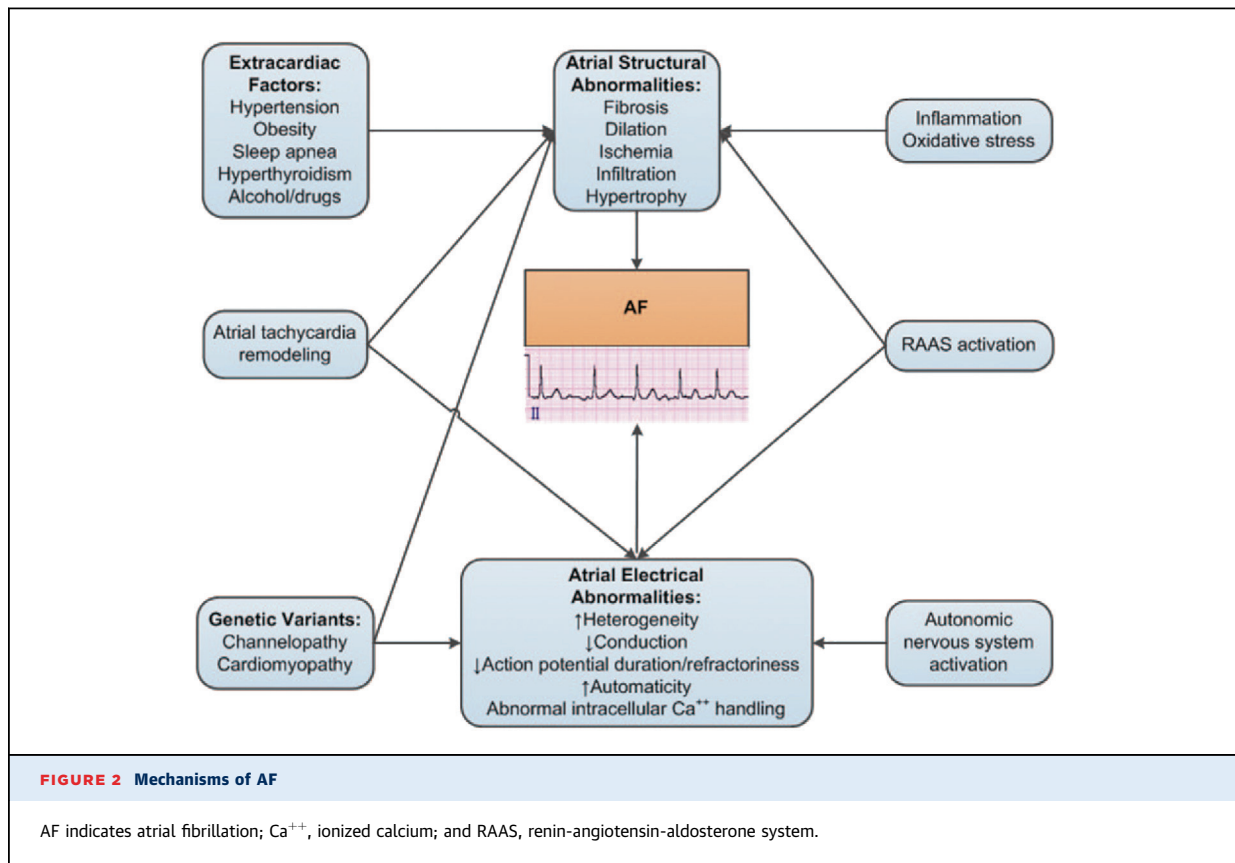 Extracardiac
Factors:
Hypertension
Obesity
Sleep apnea
Hyperthyroidism
Alcohol/drugs
Atrial Structural
Abnormalities:
Fibrosis
Dilation
Ischemia
Infiltration
Hypertrophy
Inflammation
Oxidative stress
AF
II
Atrial tachycardia
remodeling
RAAS activation
Genetic Variants:
Channelopathy
Cardiomyopathy
Atrial Electrical
Abnormalities:
↑Heterogeneity
↓Conduction
↓Action potential duration/refractoriness
↑Automaticity
Abnormal intracellular Ca⁺⁺ handling
Autonomic
nervous system
activation
FIGURE 2 Mechanisms of AF
AF indicates atrial fibrillation; Ca⁺⁺, ionized calcium; and RAAS, renin-angiotensin-aldosterone system.